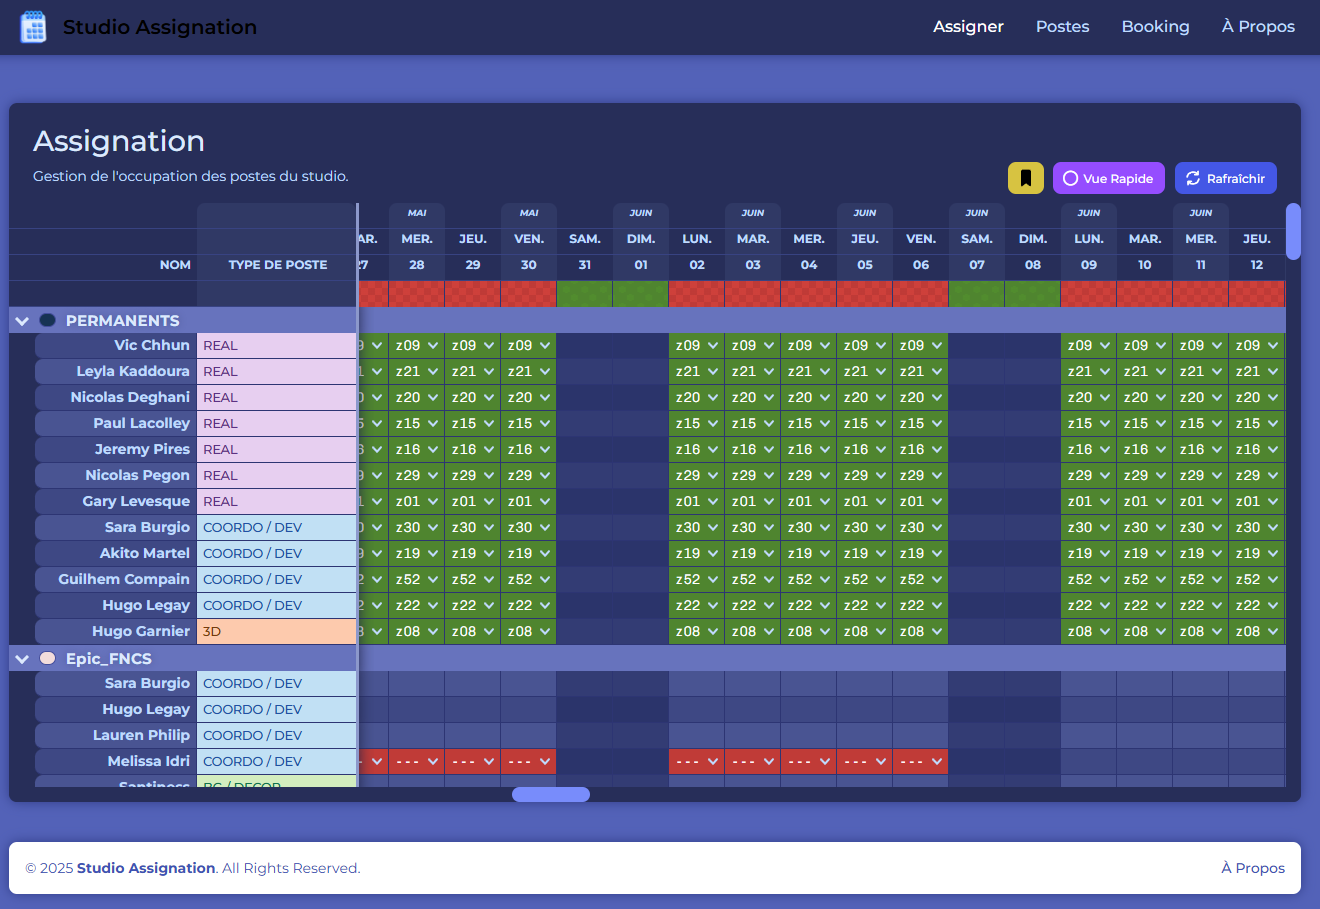 Studio Assignation
Assigner Postes Booking À Propos
Assignation
Gestion de l'occupation des postes du studio.
Vue Rapide Rafraîchir
MAI MAI JUIN JUIN JUIN JUIN JUIN JUIN
AR. MER. JEU. VEN. SAM. DIM. LUN. MAR. MER. JEU. VEN. SAM. DIM. LUN. MAR. MER. JEU.
NOM TYPE DE POSTE 27 28 29 30 31 01 02 03 04 05 06 07 08 09 10 11 12
PERMANENTS
Vic Chhun REAL 9 z09 z09 z09 z09 z09 z09 z09 z09 z09 z09 z09 z09
Leyla Kaddoura REAL 1 z21 z21 z21 z21 z21 z21 z21 z21 z21 z21 z21 z21
Nicolas Deghani REAL 0 z20 z20 z20 z20 z20 z20 z20 z20 z20 z20 z20 z20
Paul Lacolley REAL 5 z15 z15 z15 z15 z15 z15 z15 z15 z15 z15 z15 z15
Jeremy Pires REAL 6 z16 z16 z16 z16 z16 z16 z16 z16 z16 z16 z16 z16
Nicolas Pegon REAL 9 z29 z29 z29 z29 z29 z29 z29 z29 z29 z29 z29 z29
Gary Levesque REAL 1 z01 z01 z01 z01 z01 z01 z01 z01 z01 z01 z01 z01
Sara Burgio COORDO / DEV 0 z30 z30 z30 z30 z30 z30 z30 z30 z30 z30 z30 z30
Akito Martel COORDO / DEV 9 z19 z19 z19 z19 z19 z19 z19 z19 z19 z19 z19 z19
Guilhem Compain COORDO / DEV 2 z52 z52 z52 z52 z52 z52 z52 z52 z52 z52 z52 z52
Hugo Legay COORDO / DEV 2 z22 z22 z22 z22 z22 z22 z22 z22 z22 z22 z22 z22
Hugo Garnier 3D 8 z08 z08 z08 z08 z08 z08 z08 z08 z08 z08 z08 z08
Epic_FNCS
Sara Burgio COORDO / DEV
Hugo Legay COORDO / DEV
Lauren Philip COORDO / DEV
Melissa Idri COORDO / DEV - --- --- --- --- --- --- --- ---
Santiness BG / DECOR
© 2025 Studio Assignation. All Rights Reserved. À Propos